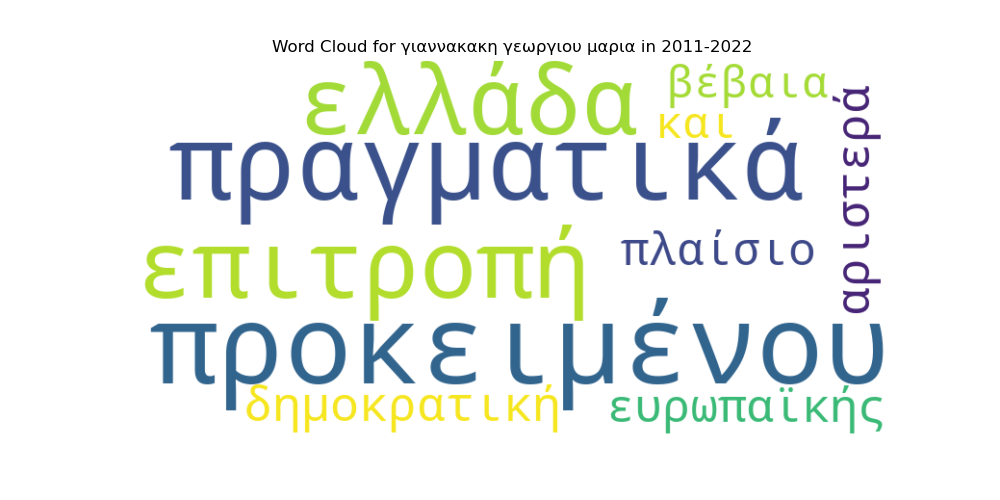 Word Cloud for γιαννακακη γεωργιου μαρια in 2011-2022
ελλάδα
βέβαια
και
πραγματικά
αριστερά
επιτροπή
πλαίσιο
προκειμένου
δημοκρατική
ευρωπαϊκής